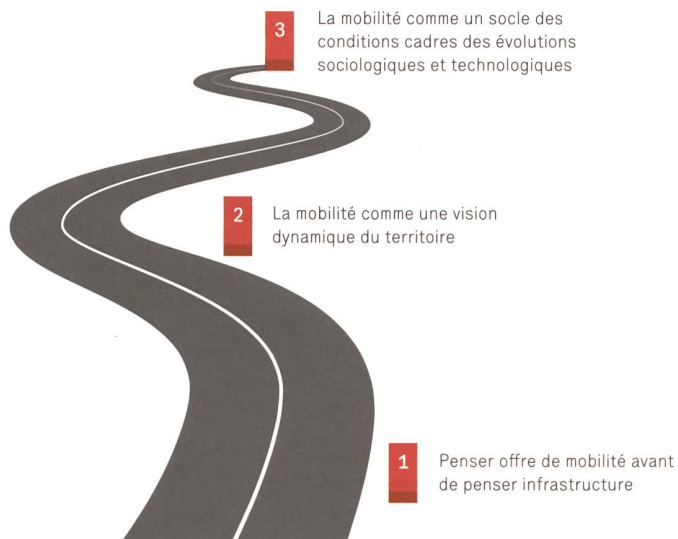 3
La mobilité comme un socle des
conditions cadres des évolutions
sociologiques et technologiques
2
La mobilité comme une vision
dynamique du territoire
1
Penser offre de mobilité avant
de penser infrastructure